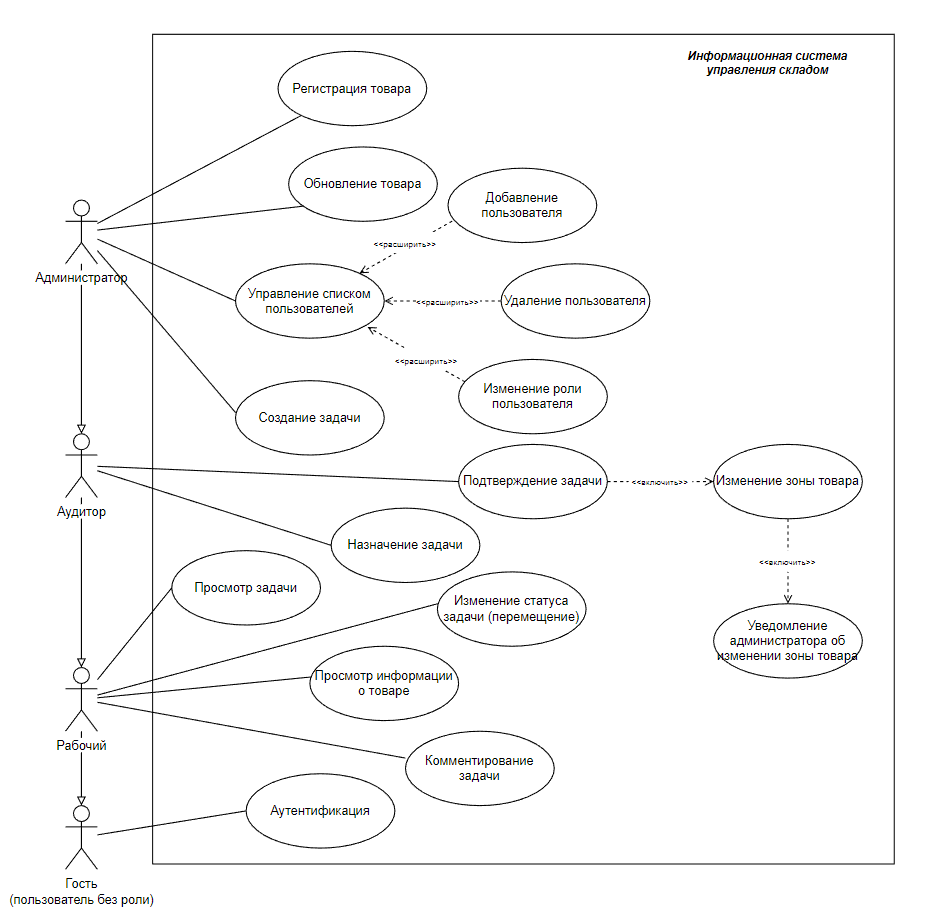 Информационная система
управления складом
Регистрация товара
Обновление товара
Добавление
пользователя
<<расширить>>
Администратор
Управление списком
пользователей
<<расширить>>
Удаление пользователя
<<расширить>>
Изменение роли
пользователя
Создание задачи
Подтверждение задачи
<<включить>>
Изменение зоны товара
Аудитор
Назначение задачи
<<включить>>
Просмотр задачи
Изменение статуса
задачи (перемещение)
Уведомление
администратора об
изменении зоны товара
Просмотр информации
о товаре
Рабочий
Комментирование
задачи
Аутентификация
Гость
(пользователь без роли)